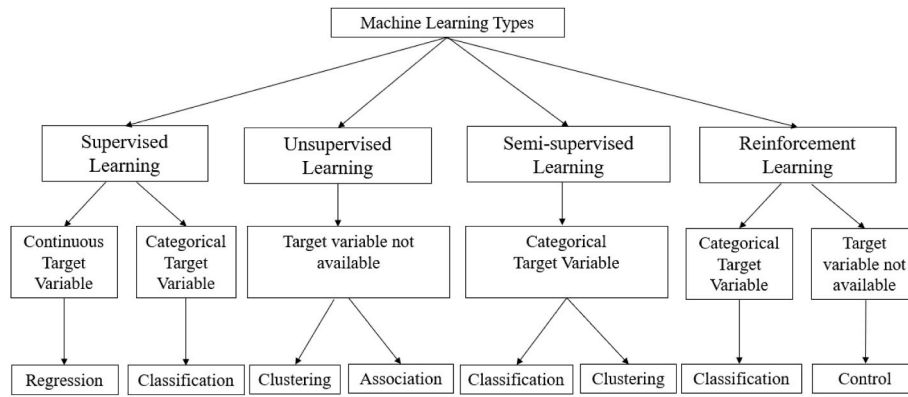 Machine Learning Types
Supervised
Learning
Unsupervised
Learning
Semi-supervised
Learning
Reinforcement
Learning
Continuous
Target
Variable
Categorical
Target
Variable
Target variable not
available
Categorical
Target Variable
Categorical
Target
Variable
Target
variable not
available
Regression
Classification
Clustering
Association
Classification
Clustering
Classification
Control